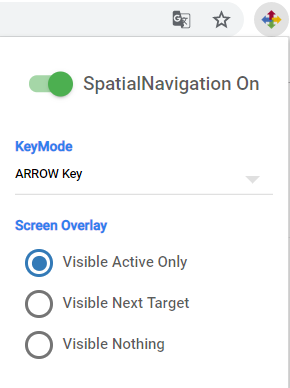 SpatialNavigation On
KeyMode
ARROW Key
Screen Overlay
Visible Active Only
Visible Next Target
Visible Nothing